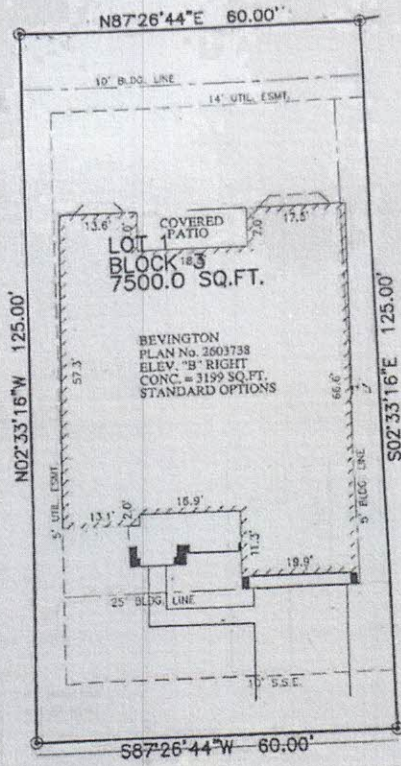 N87°26'44"E 60.00'
10' BLDG. LINE
14' UTIL. ESMT.
13.6'
COVERED
PATIO
7.0'
17.5'
LOT 1
BLOCK 3
7500.0 SQ.FT.
N02°33'16"W 125.00'
S02°33'16"E 125.00'
BEVINGTON
PLAN No. 2603738
ELEV. "B" RIGHT
CONC. = 3199 SQ.FT.
STANDARD OPTIONS
57.3'
66.6'
5' UTIL. ESMT.
5' BLDG LINE
13.1'
2.0'
15.9'
11.3'
19.9'
25' BLDG. LINE
10' S.S.E.
S87°26'44"W 60.00'